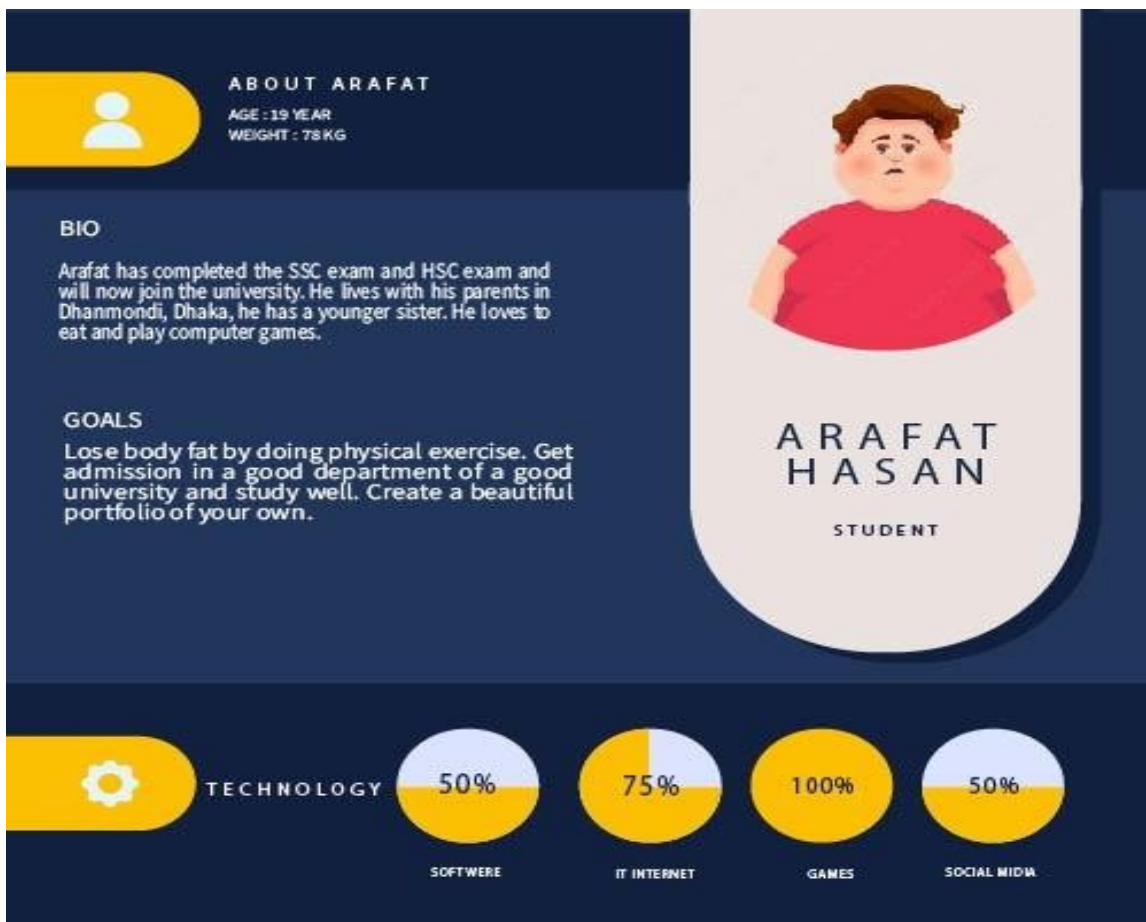 ABOUT ARAFAT
AGE : 19 YEAR
WEIGHT : 78 KG
BIO
Arafat has completed the SSC exam and HSC exam and
will now join the university. He lives with his parents in
Dhanmondi, Dhaka, he has a younger sister. He loves to
eat and play computer games.
GOALS
Lose body fat by doing physical exercise. Get
admission in a good department of a good
university and study well. Create a beautiful
portfolio of your own.
ARAFAT
HASAN
STUDENT
TECHNOLOGY
50%
75%
100%
50%
SOFTWERE
IT INTERNET
GAMES
SOCIAL MIDIA